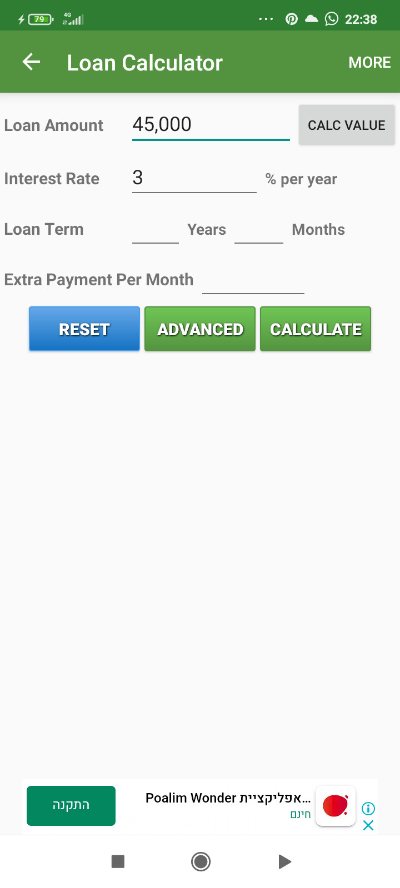 79 4G ... 22:38
Loan Calculator MORE
Loan Amount 45,000 CALC VALUE
Interest Rate 3 % per year
Loan Term Years Months
Extra Payment Per Month
RESET ADVANCED CALCULATE
אפליקציית Poalim Wonder...
חינם
התקנה